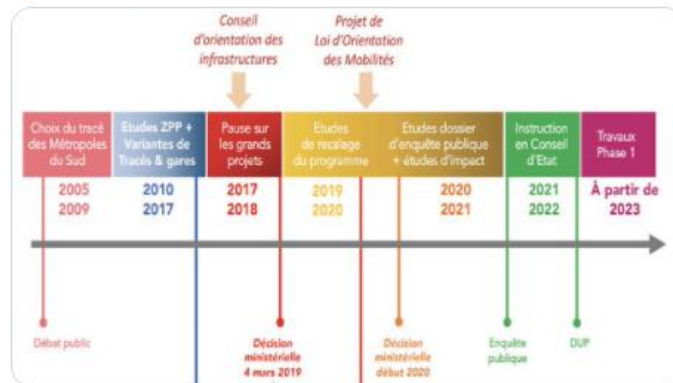 Conseil
d'orientation des
infrastructures
Projet de
Loi d'Orientation
des Mobilités
Choix du tracé
des Métropoles
du Sud
Etudes ZPP +
Variantes de
Tracés & gares
Pause sur
les grands
projets
Etudes
de recalage
du programme
Etudes dossier
d'enquête publique
+ études d'impact
Instruction
en Conseil
d'Etat
Travaux
Phase 1
2005
2009
2010
2017
2017
2018
2019
2020
2020
2021
2021
2022
À partir de
2023
Débat public
Décision
ministérielle
4 mars 2019
Décision
ministérielle
début 2020
Enquête
publique
DUP